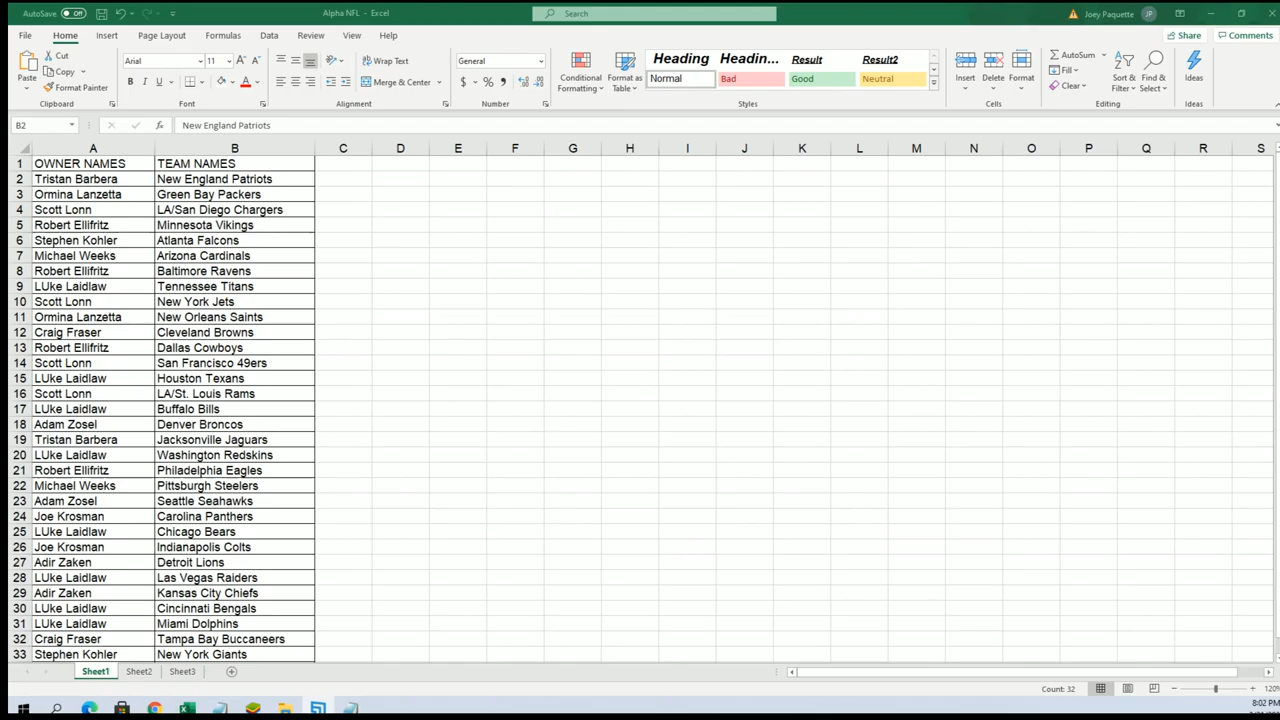 AutoSave Off Alpha NFL - Excel Search Joey Paquette JP
File Home Insert Page Layout Formulas Data Review View Help Share Comments
Paste Cut Copy Format Painter Clipboard
Arial 11 B I U A Font
Wrap Text Merge & Center Alignment
General $ % Number
Conditional Formatting Format as Table
Heading Headin... Result Result2
Normal Bad Good Neutral
Styles
Insert Delete Format Cells
AutoSum Fill Clear Sort & Filter Find & Select Editing
Ideas Ideas
B2 fx New England Patriots
A B C D E F G H I J K L M N O P Q R S
1 OWNER NAMES TEAM NAMES
2 Tristan Barbera New England Patriots
3 Ormina Lanzetta Green Bay Packers
4 Scott Lonn LA/San Diego Chargers
5 Robert Ellifritz Minnesota Vikings
6 Stephen Kohler Atlanta Falcons
7 Michael Weeks Arizona Cardinals
8 Robert Ellifritz Baltimore Ravens
9 LUke Laidlaw Tennessee Titans
10 Scott Lonn New York Jets
11 Ormina Lanzetta New Orleans Saints
12 Craig Fraser Cleveland Browns
13 Robert Ellifritz Dallas Cowboys
14 Scott Lonn San Francisco 49ers
15 LUke Laidlaw Houston Texans
16 Scott Lonn LA/St. Louis Rams
17 LUke Laidlaw Buffalo Bills
18 Adam Zosel Denver Broncos
19 Tristan Barbera Jacksonville Jaguars
20 LUke Laidlaw Washington Redskins
21 Robert Ellifritz Philadelphia Eagles
22 Michael Weeks Pittsburgh Steelers
23 Adam Zosel Seattle Seahawks
24 Joe Krosman Carolina Panthers
25 LUke Laidlaw Chicago Bears
26 Joe Krosman Indianapolis Colts
27 Adir Zaken Detroit Lions
28 LUke Laidlaw Las Vegas Raiders
29 Adir Zaken Kansas City Chiefs
30 LUke Laidlaw Cincinnati Bengals
31 LUke Laidlaw Miami Dolphins
32 Craig Fraser Tampa Bay Buccaneers
33 Stephen Kohler New York Giants
Sheet1 Sheet2 Sheet3
Count: 32 120%
8:02 PM